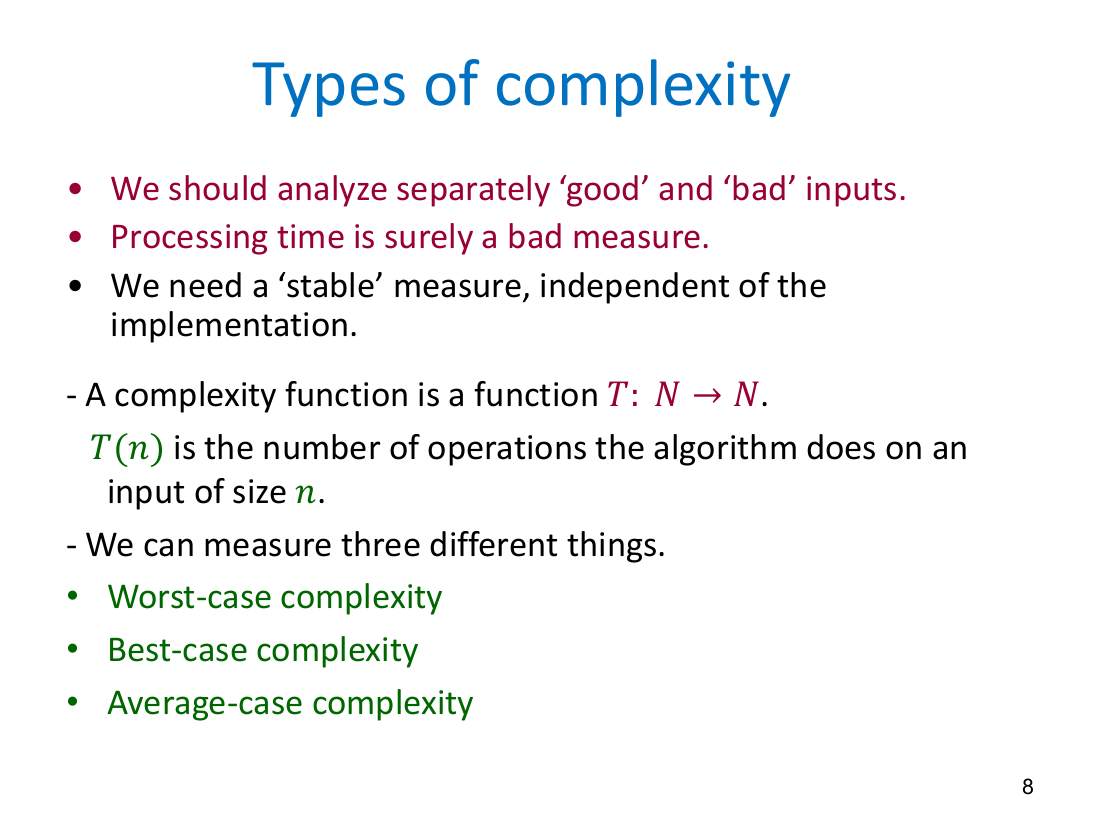 Types of complexity
• We should analyze separately ‘good’ and ‘bad’ inputs.
• Processing time is surely a bad measure.
• We need a ‘stable’ measure, independent of the
implementation.
- A complexity function is a function T: N → N.
T(n) is the number of operations the algorithm does on an
input of size n.
- We can measure three different things.
• Worst-case complexity
• Best-case complexity
• Average-case complexity
8